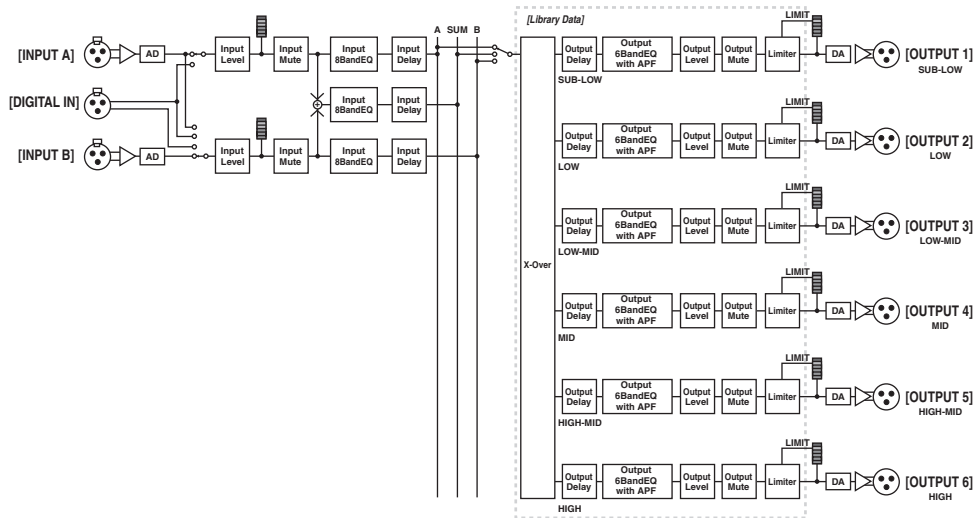 [Library Data]
A SUM B
LIMIT
[INPUT A]
AD
Input Level
Input Mute
Input 8BandEQ
Input Delay
Output Delay
Output 6BandEQ with APF
Output Level
Output Mute
Limiter
DA
[OUTPUT 1]
SUB-LOW
SUB-LOW
[DIGITAL IN]
Input 8BandEQ
Input Delay
LIMIT
[INPUT B]
AD
Input Level
Input Mute
Input 8BandEQ
Input Delay
Output Delay
Output 6BandEQ with APF
Output Level
Output Mute
Limiter
DA
[OUTPUT 2]
LOW
LOW
LIMIT
Output Delay
Output 6BandEQ with APF
Output Level
Output Mute
Limiter
DA
[OUTPUT 3]
LOW-MID
LOW-MID
X-Over
LIMIT
Output Delay
Output 6BandEQ with APF
Output Level
Output Mute
Limiter
DA
[OUTPUT 4]
MID
MID
LIMIT
Output Delay
Output 6BandEQ with APF
Output Level
Output Mute
Limiter
DA
[OUTPUT 5]
HIGH-MID
HIGH-MID
LIMIT
Output Delay
Output 6BandEQ with APF
Output Level
Output Mute
Limiter
DA
[OUTPUT 6]
HIGH
HIGH